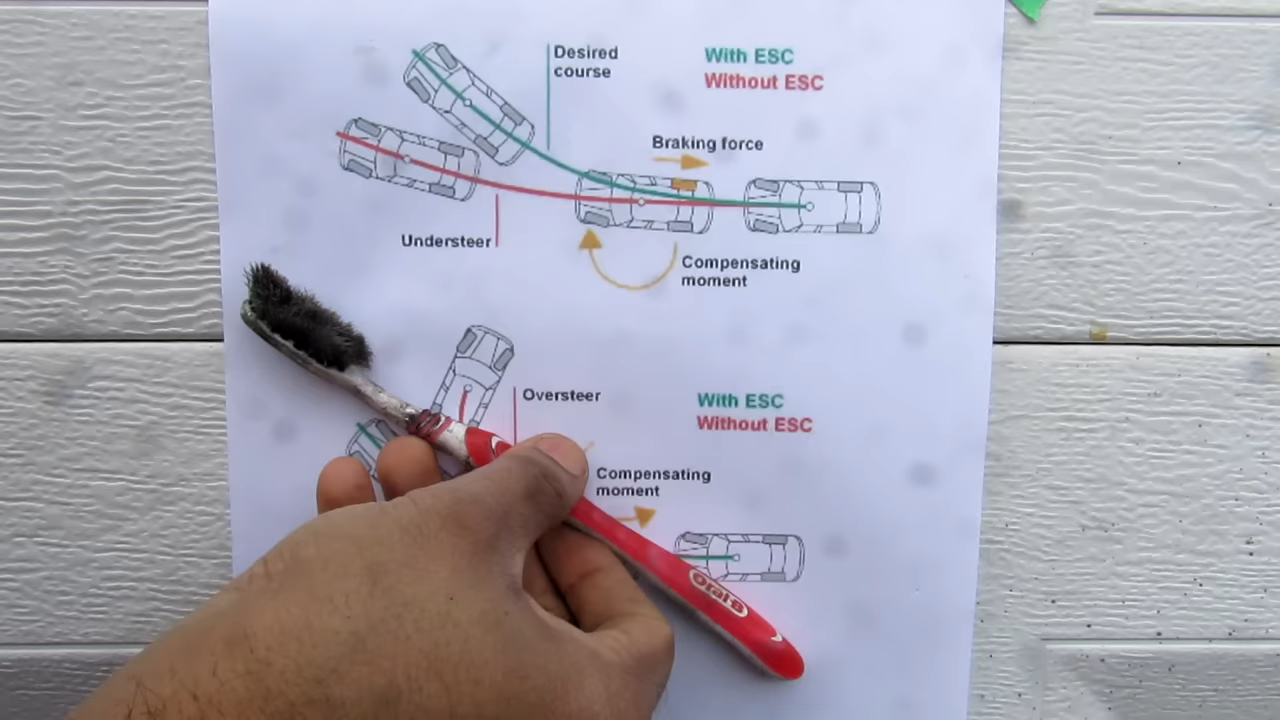 Desired
course
With ESC
Without ESC
Braking force
Understeer
Compensating
moment
Oversteer
With ESC
Without ESC
Compensating
moment
Oral-B